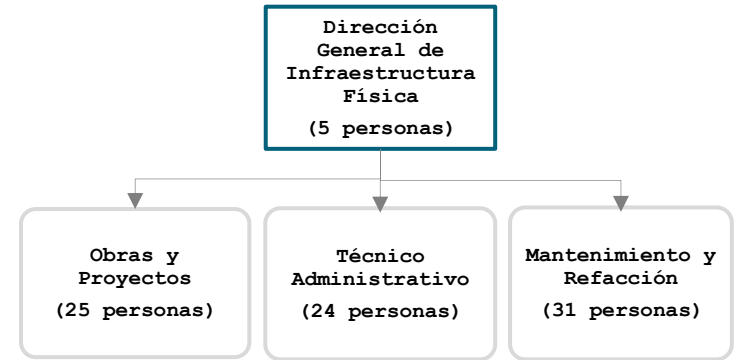 Dirección
General de
Infraestructura
Física
(5 personas)
Obras y
Proyectos
(25 personas)
Técnico
Administrativo
(24 personas)
Mantenimiento y
Refacción
(31 personas)